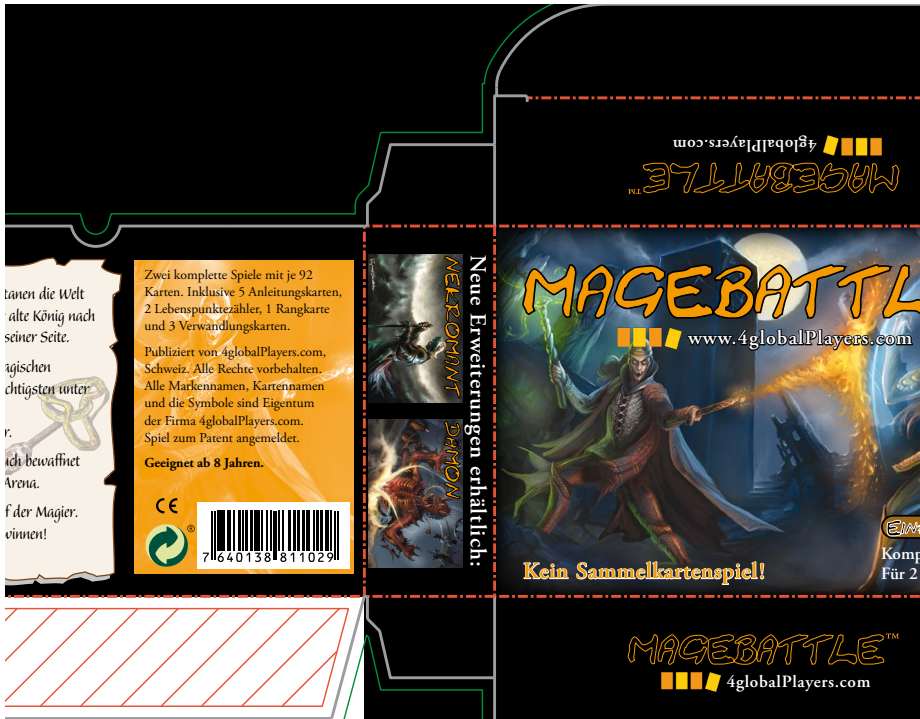 4globalPlayers.com
MAGEBATTLE™
tanen die Welt
alte König nach
seiner Seite.
agischen
chtigsten unter
r.
uch bewaffnet
Arena.
f der Magier.
winnen!
Zwei komplette Spiele mit je 92
Karten. Inklusive 5 Anleitungskarten,
2 Lebenspunktezähler, 1 Rangkarte
und 3 Verwandlungskarten.
Publiziert von 4globalPlayers.com,
Schweiz. Alle Rechte vorbehalten.
Alle Markennamen, Kartennamen
und die Symbole sind Eigentum
der Firma 4globalPlayers.com.
Spiel zum Patent angemeldet.
Geeignet ab 8 Jahren.
CE
®
7 640138 811029
Neue Erweiterungen erhältlich:
NEKROMANT
DÄMON
MAGEBATTL
www.4globalPlayers.com
Kein Sammelkartenspiel!
Komp
Für 2
MAGEBATTLE™
4globalPlayers.com